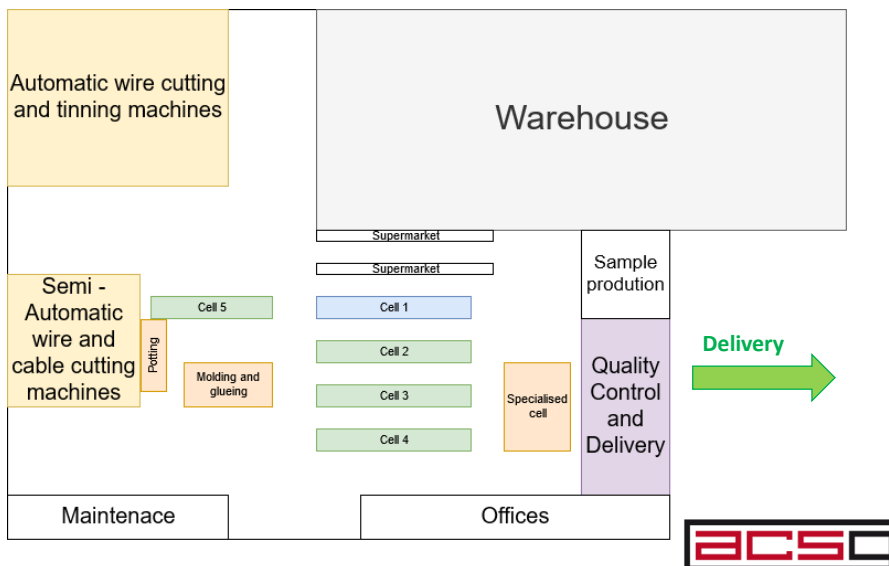 Automatic wire cutting
and tinning machines
Warehouse
Supermarket
Supermarket
Sample
prodution
Semi -
Automatic
wire and
cable cutting
machines
Cell 5
Cell 1
Potting
Molding and
glueing
Cell 2
Cell 3
Cell 4
Specialised
cell
Quality
Control
and
Delivery
Delivery
Maintenace
Offices
acsc